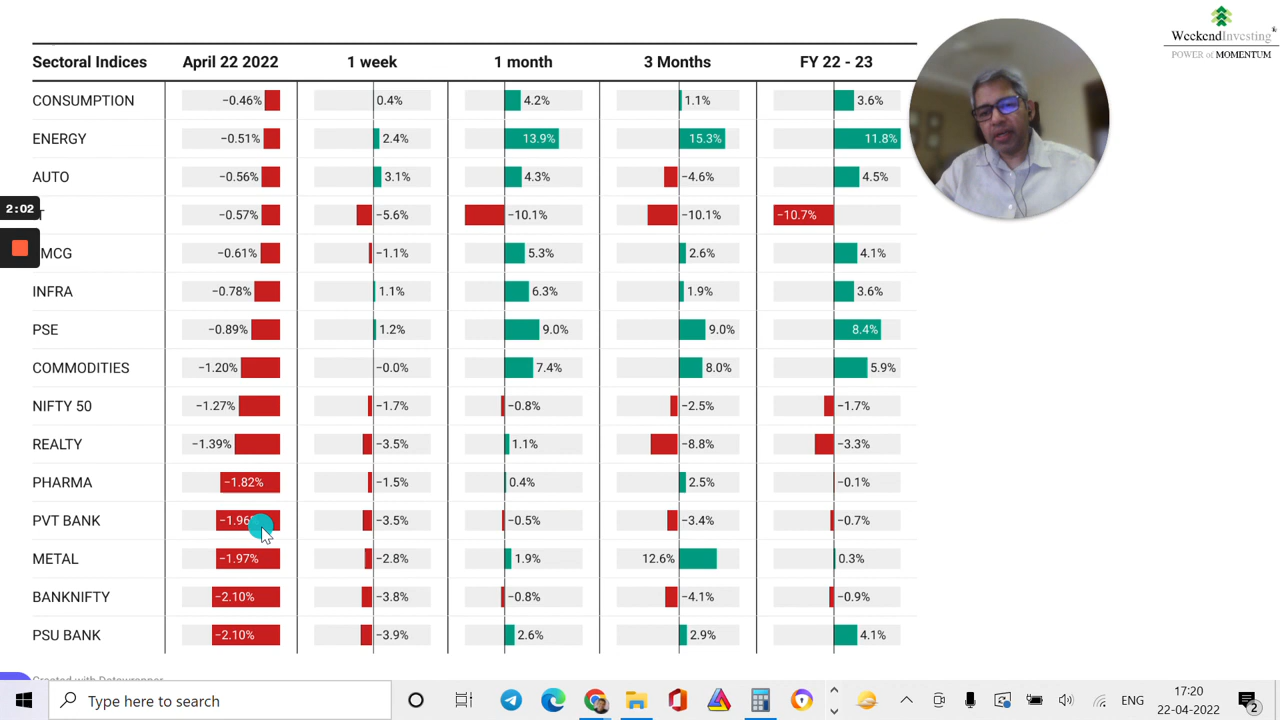 WeekendInvesting
POWER of MOMENTUM
Sectoral Indices April 22 2022 1 week 1 month 3 Months FY 22 - 23
CONSUMPTION −0.46% 0.4% 4.2% 1.1% 3.6%
ENERGY −0.51% 2.4% 13.9% 15.3% 11.8%
AUTO −0.56% 3.1% 4.3% −4.6% 4.5%
2:02
T −0.57% −5.6% −10.1% −10.1% −10.7%
MCG −0.61% −1.1% 5.3% 2.6% 4.1%
INFRA −0.78% 1.1% 6.3% 1.9% 3.6%
PSE −0.89% 1.2% 9.0% 9.0% 8.4%
COMMODITIES −1.20% −0.0% 7.4% 8.0% 5.9%
NIFTY 50 −1.27% −1.7% −0.8% −2.5% −1.7%
REALTY −1.39% −3.5% 1.1% −8.8% −3.3%
PHARMA −1.82% −1.5% 0.4% 2.5% −0.1%
PVT BANK −1.96% −3.5% −0.5% −3.4% −0.7%
METAL −1.97% −2.8% 1.9% 12.6% 0.3%
BANKNIFTY −2.10% −3.8% −0.8% −4.1% −0.9%
PSU BANK −2.10% −3.9% 2.6% 2.9% 4.1%
Created with Datawrapper
Type here to search
ENG
17:20
22-04-2022
2